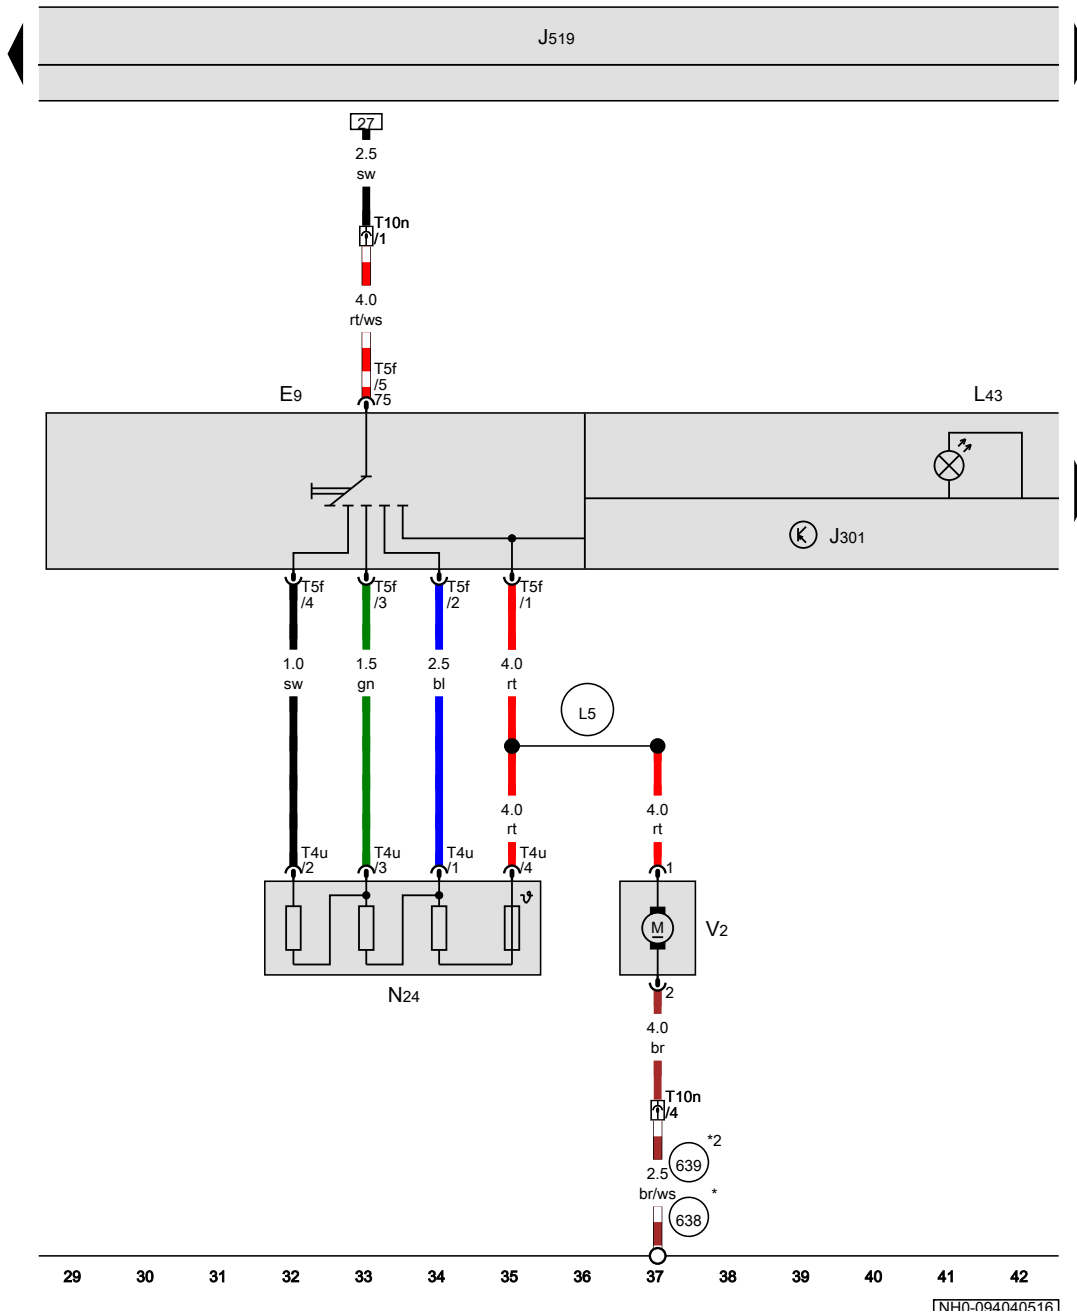 J519
27
2.5
sw
T10n
/1
4.0
rt/ws
T5f
/5
75
E9
L43
J301
T5f
/4
T5f
/3
T5f
/2
T5f
/1
1.0
sw
1.5
gn
2.5
bl
4.0
rt
L5
4.0
rt
4.0
rt
T4u
/2
T4u
/3
T4u
/1
T4u
/4
1
ϑ
M
V2
N24
2
4.0
br
T10n
/4
*2
639
2.5
br/ws
*
638
29 30 31 32 33 34 35 36 37 38 39 40 41 42
NH0-094040516